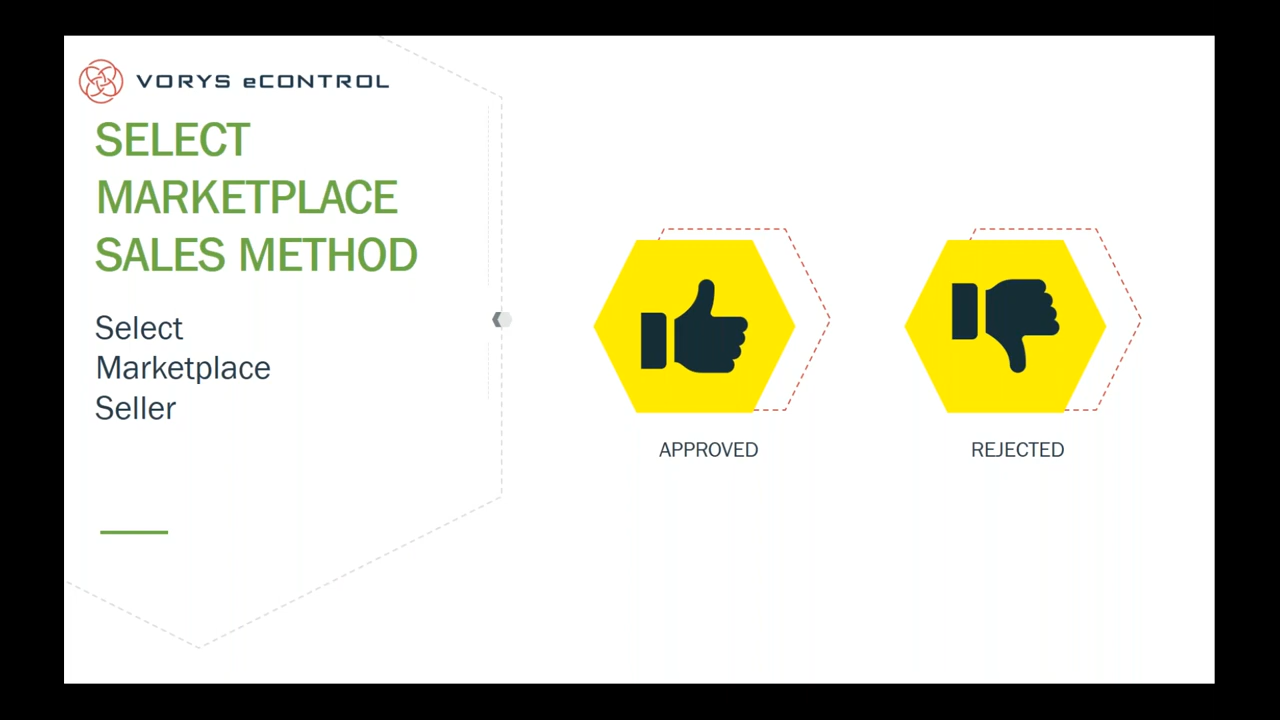 VORYS eCONTROL
SELECT
MARKETPLACE
SALES METHOD
Select
Marketplace
Seller
APPROVED
REJECTED